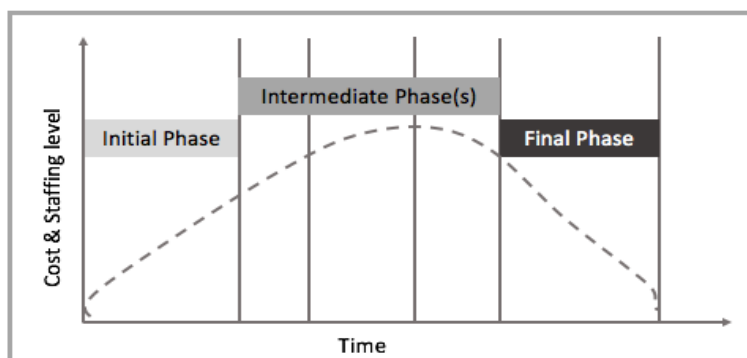 Cost & Staffing level
Intermediate Phase(s)
Initial Phase
Final Phase
Time